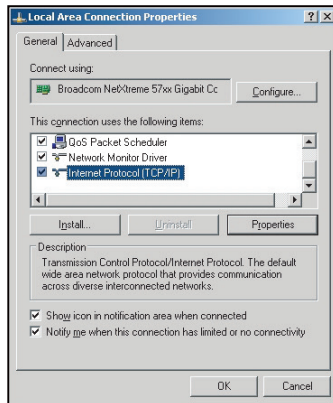 Local Area Connection Properties
General Advanced
Connect using:
Broadcom NetXtreme 57xx Gigabit Cc
Configure...
This connection uses the following items:
QoS Packet Scheduler
Network Monitor Driver
Internet Protocol (TCP/IP)
Install... Uninstall Properties
Description
Transmission Control Protocol/Internet Protocol. The default
wide area network protocol that provides communication
across diverse interconnected networks.
Show icon in notification area when connected
Notify me when this connection has limited or no connectivity
OK Cancel